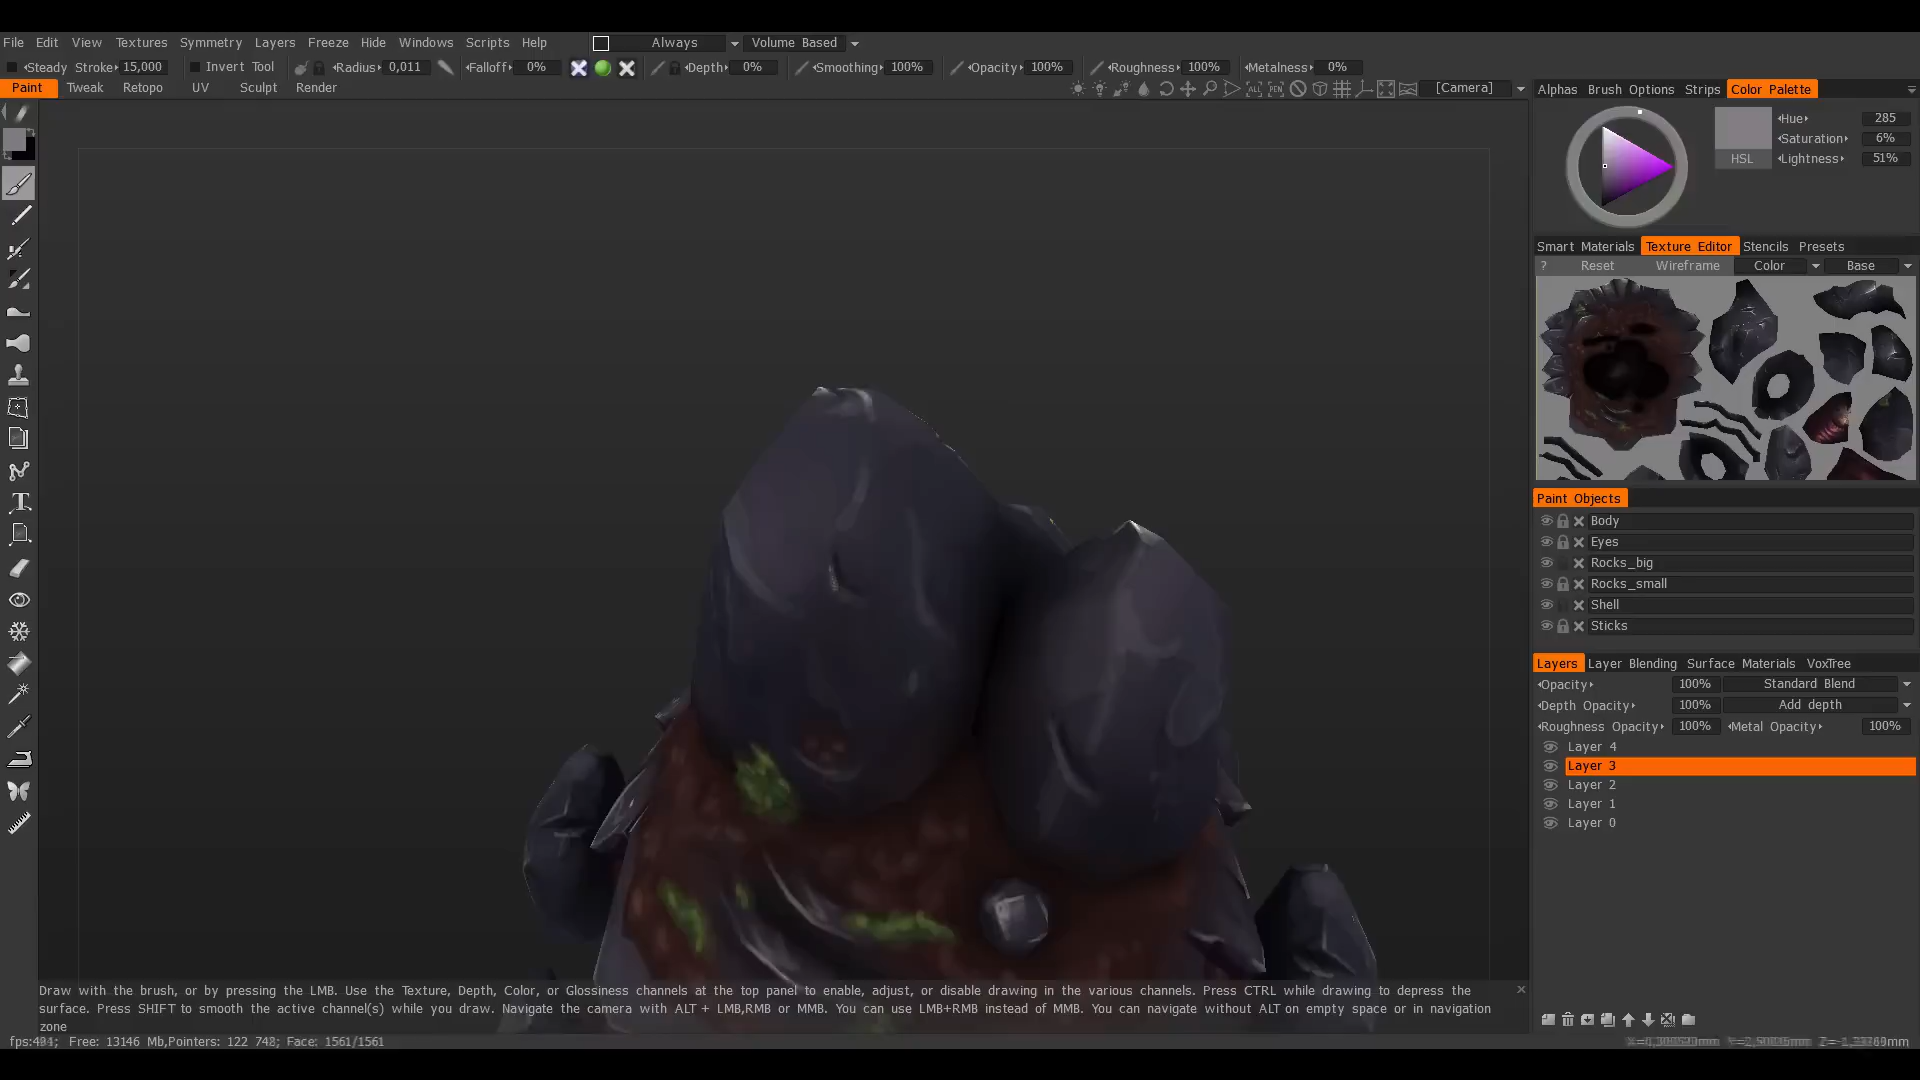 File Edit View Textures Symmetry Layers Freeze Hide Windows Scripts Help Always Volume Based
Steady Stroke 15,000 Invert Tool Radius 0,011 Falloff 0% Depth 0% Smoothing 100% Opacity 100% Roughness 100% Metalness 0%
Paint Tweak Retopo UV Sculpt Render [Camera]
Alphas Brush Options Strips Color Palette
Hue 285
Saturation 6%
HSL Lightness 51%
Smart Materials Texture Editor Stencils Presets
? Reset Wireframe Color Base
Paint Objects
Body
Eyes
Rocks_big
Rocks_small
Shell
Sticks
Layers Layer Blending Surface Materials VoxTree
Opacity 100% Standard Blend
Depth Opacity 100% Add depth
Roughness Opacity 100% Metal Opacity 100%
Layer 4
Layer 3
Layer 2
Layer 1
Layer 0
Draw with the brush, or by pressing the LMB. Use the Texture, Depth, Color, or Glossiness channels at the top panel to enable, adjust, or disable drawing in the various channels. Press CTRL while drawing to depress the
surface. Press SHIFT to smooth the active channel(s) while you draw. Navigate the camera with ALT + LMB,RMB or MMB. You can use LMB+RMB instead of MMB. You can navigate without ALT on empty space or in navigation
zone
Free: 13146 Mb,Pointers: 122 Face: 1561/1561